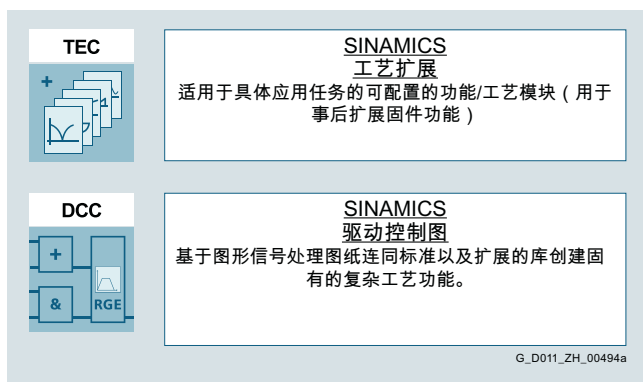 TEC
SINAMICS
工艺扩展
适用于具体应用任务的可配置的功能/工艺模块（用于
事后扩展固件功能）
DCC
+
&
RGE
SINAMICS
驱动控制图
基于图形信号处理图纸连同标准以及扩展的库创建固
有的复杂工艺功能。
G_D011_ZH_00494a